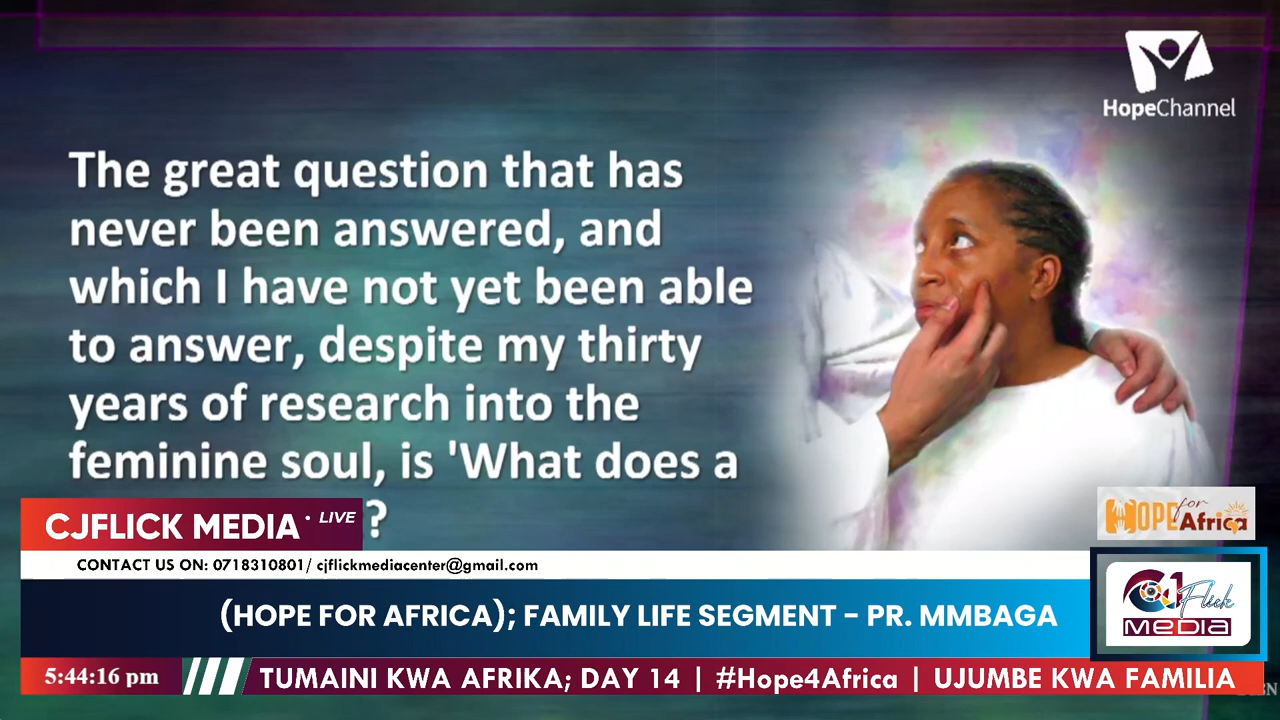 HopeChannel
The great question that has
never been answered, and
which I have not yet been able
to answer, despite my thirty
years of research into the
feminine soul, is 'What does a
?
CJFLICK MEDIA · LIVE
HOPE for Africa
CONTACT US ON: 0718310801/ cjflickmediacenter@gmail.com
(HOPE FOR AFRICA); FAMILY LIFE SEGMENT – PR. MMBAGA
Flick
MEDIA
5:44:16 pm
TUMAINI KWA AFRIKA; DAY 14 | #Hope4Africa | UJUMBE KWA FAMILIA